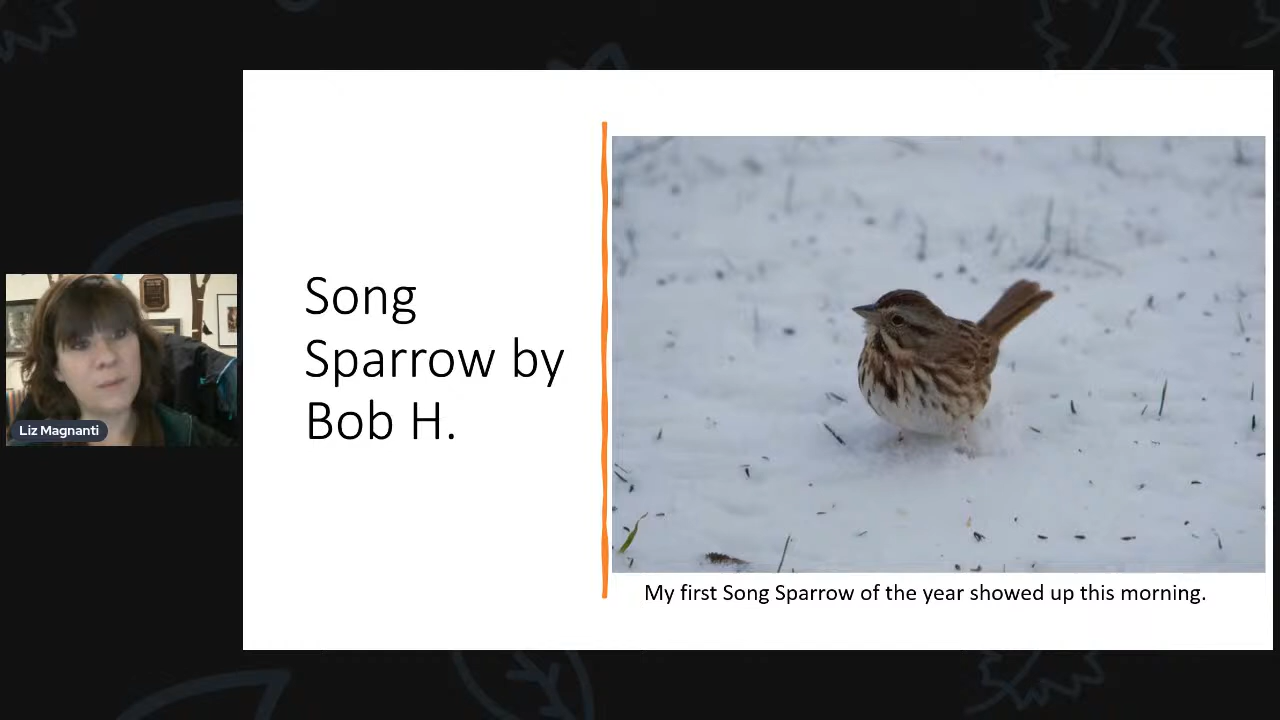 Song
Sparrow by
Bob H.
My first Song Sparrow of the year showed up this morning.
Liz Magnanti